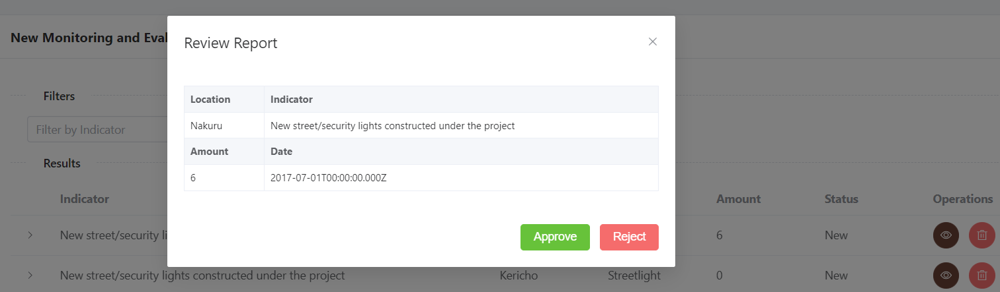 New Monitoring and Eval
Review Report
Filters
Location Indicator
Filter by Indicator
Nakuru New street/security lights constructed under the project
Amount Date
Results
6 2017-07-01T00:00:00.000Z
Indicator Amount Status Operations
New street/security li 6 New
Approve Reject
New street/security lights constructed under the project Kericho Streetlight 0 New